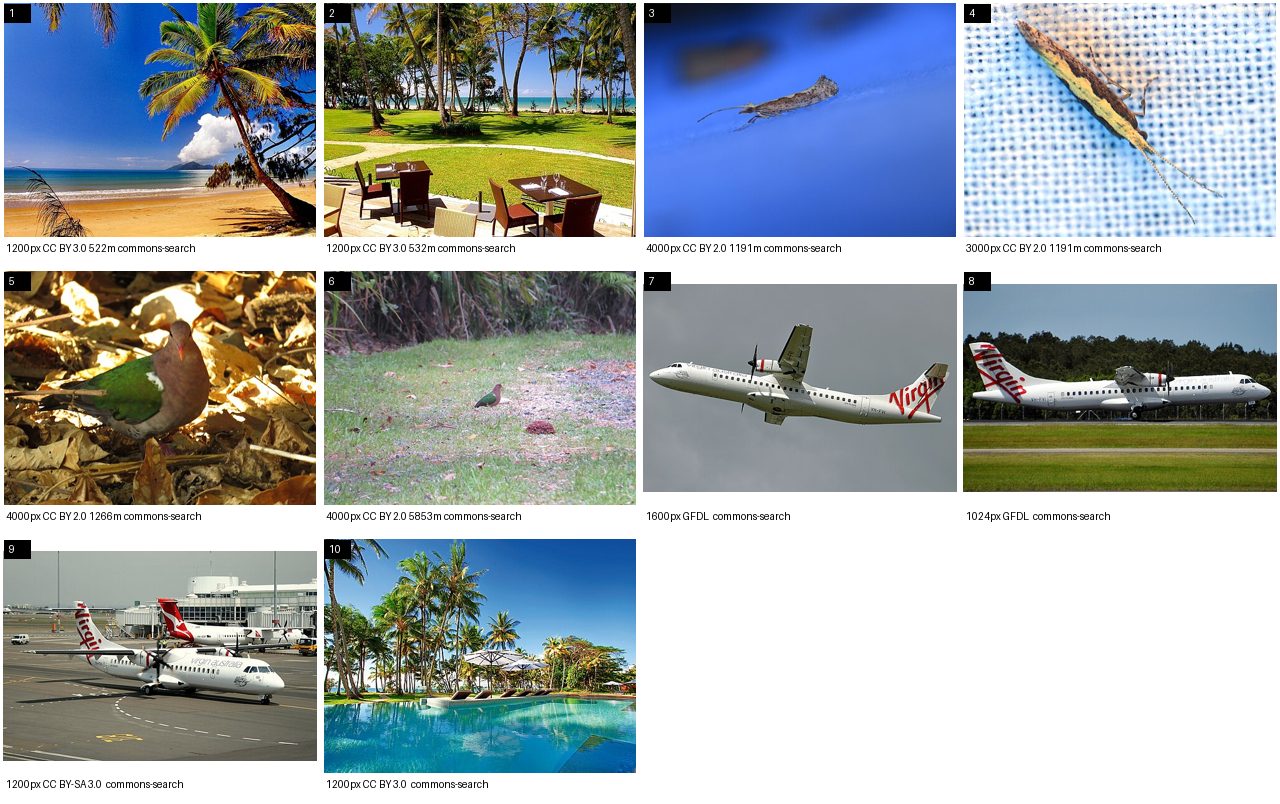 1
2
3
4
1200px CC BY 3.0 522m commons-search
1200px CC BY 3.0 532m commons-search
4000px CC BY 2.0 1191m commons-search
3000px CC BY 2.0 1191m commons-search
5
6
7
8
Virgin
Virgin
4000px CC BY 2.0 1266m commons-search
4000px CC BY 2.0 5853m commons-search
1600px GFDL commons-search
1024px GFDL commons-search
9
10
Virgin
virgin australia
1200px CC BY-SA 3.0 commons-search
1200px CC BY 3.0 commons-search